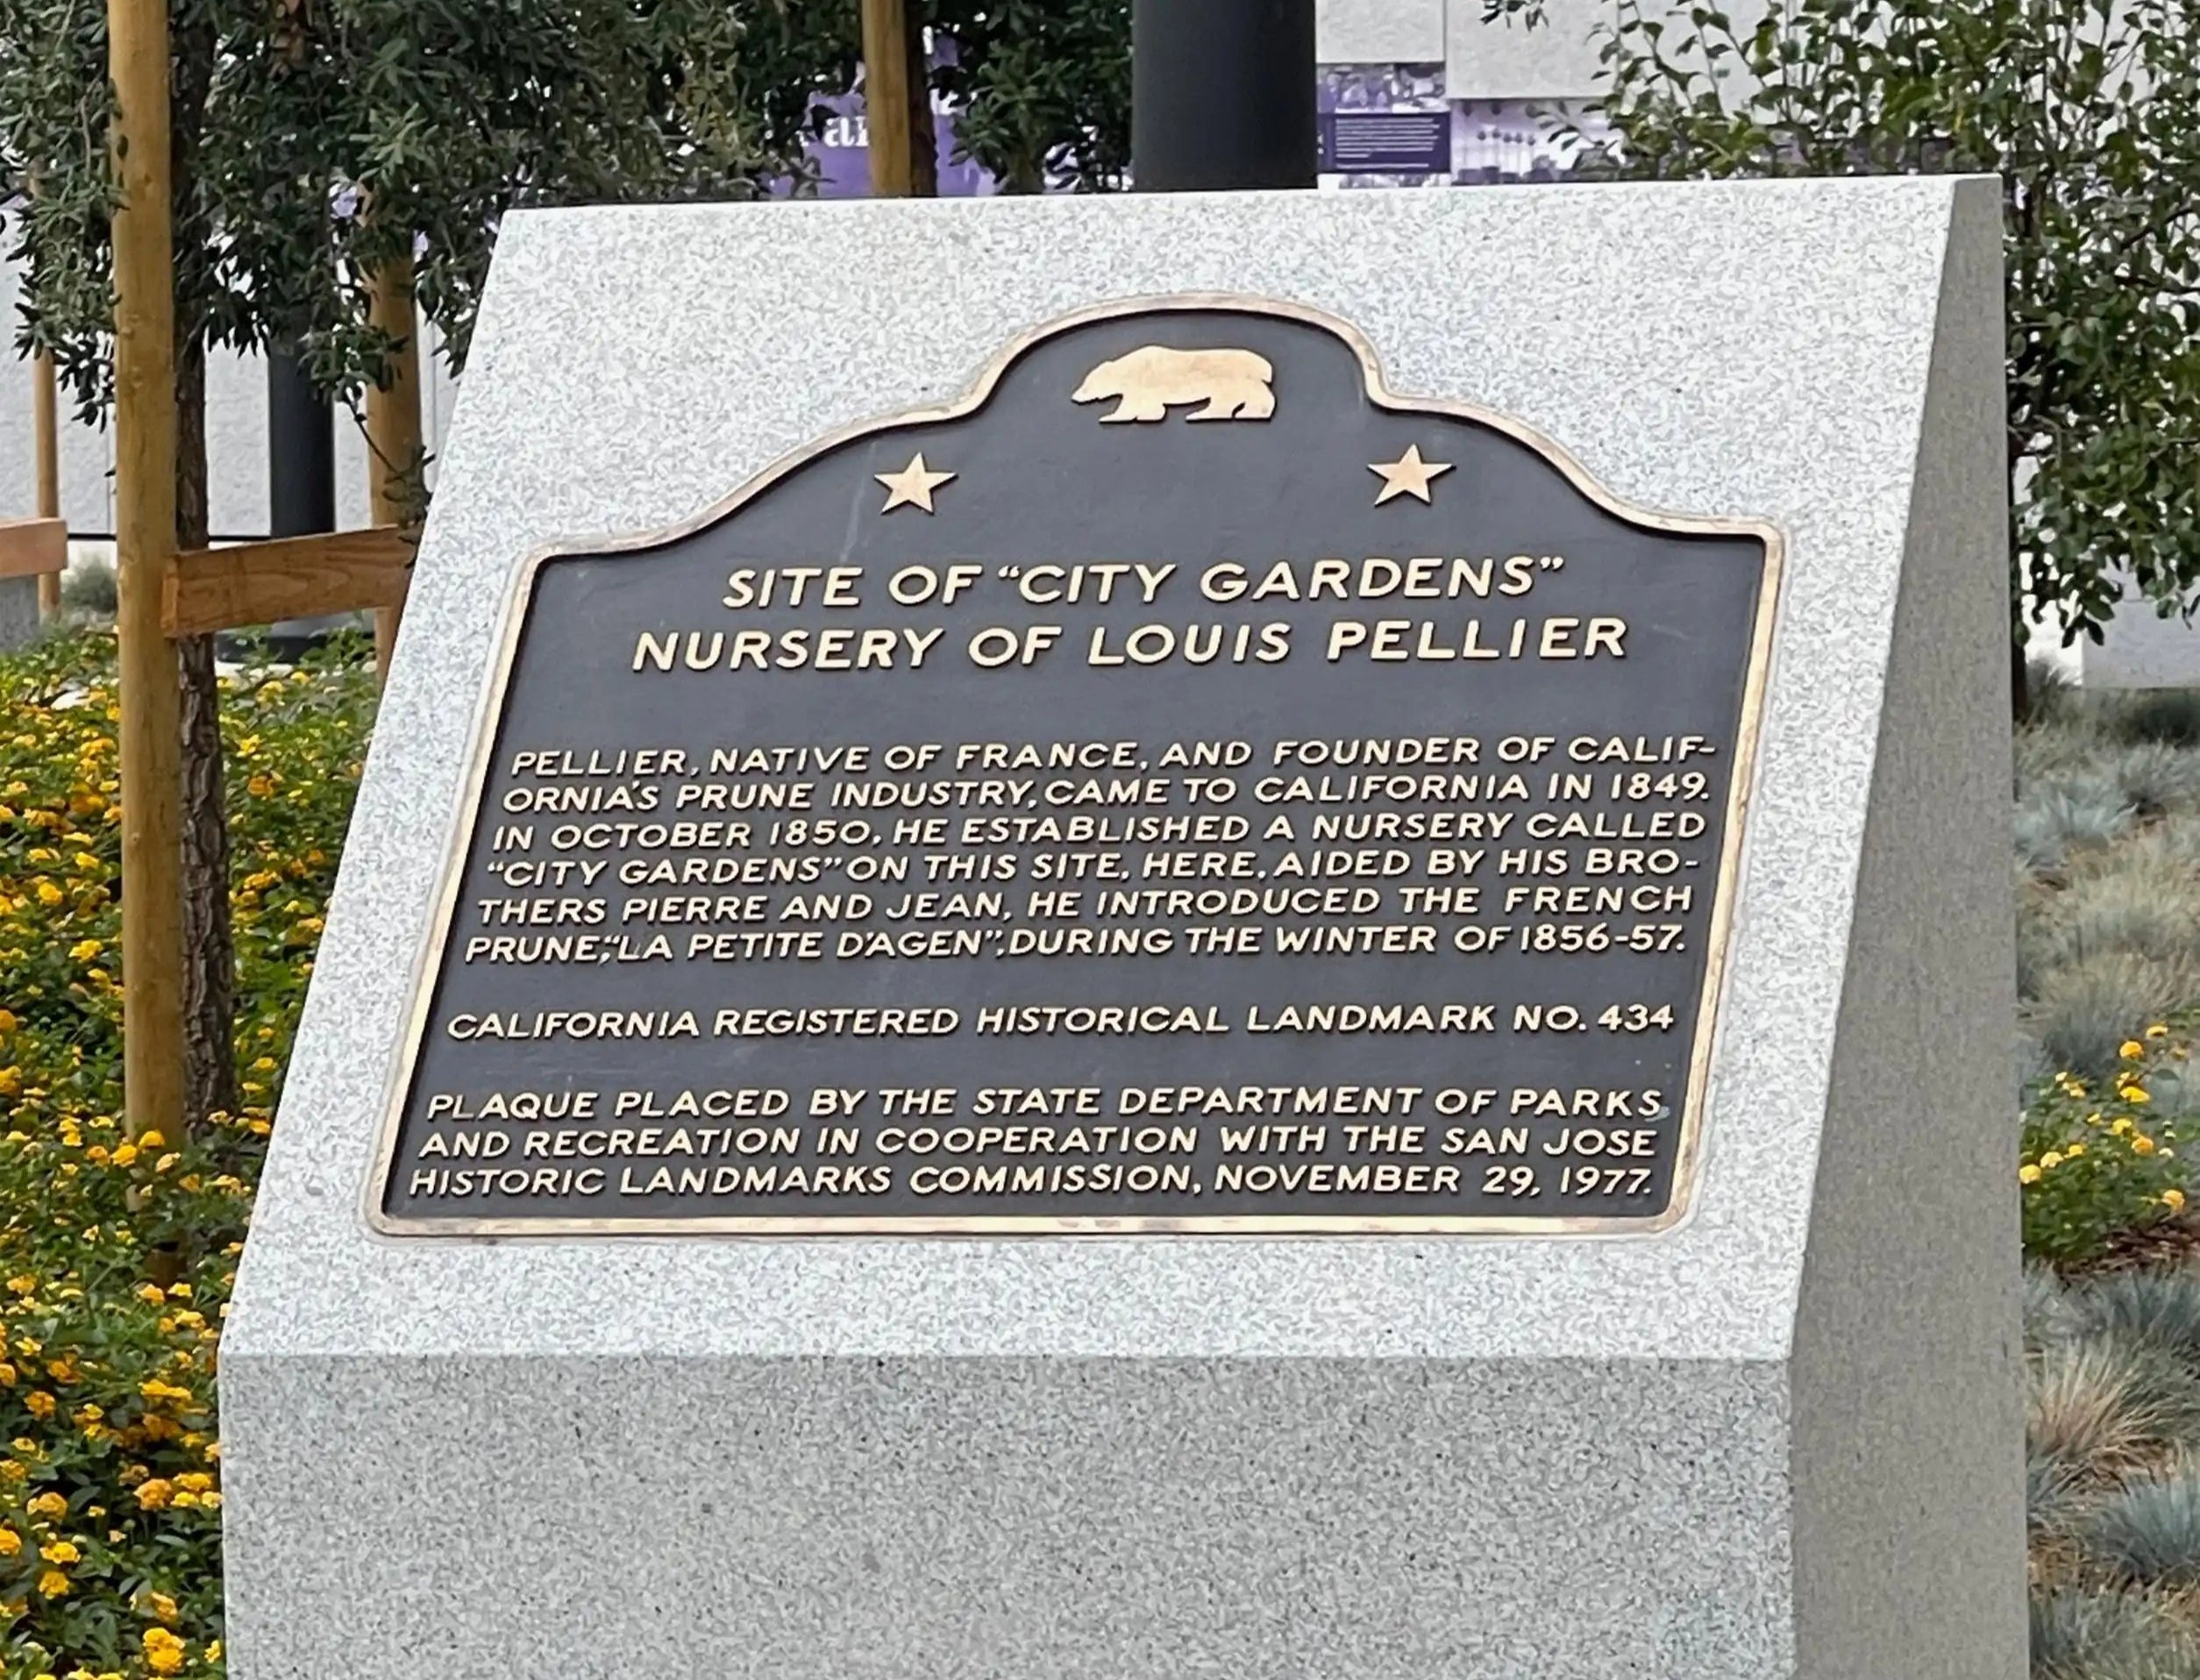 ar
SITE OF "CITY GARDENS"
NURSERY OF LOUIS PELLIER
PELLIER, NATIVE OF FRANCE, AND FOUNDER OF CALIF-
ORNIA'S PRUNE INDUSTRY, CAME TO CALIFORNIA IN 1849.
IN OCTOBER 1850, HE ESTABLISHED A NURSERY CALLED
"CITY GARDENS" ON THIS SITE. HERE, AIDED BY HIS BRO-
THERS PIERRE AND JEAN, HE INTRODUCED THE FRENCH
PRUNE, "LA PETITE D'AGEN", DURING THE WINTER OF 1856-57.
CALIFORNIA REGISTERED HISTORICAL LANDMARK NO. 434
PLAQUE PLACED BY THE STATE DEPARTMENT OF PARKS
AND RECREATION IN COOPERATION WITH THE SAN JOSE
HISTORIC LANDMARKS COMMISSION, NOVEMBER 29, 1977.